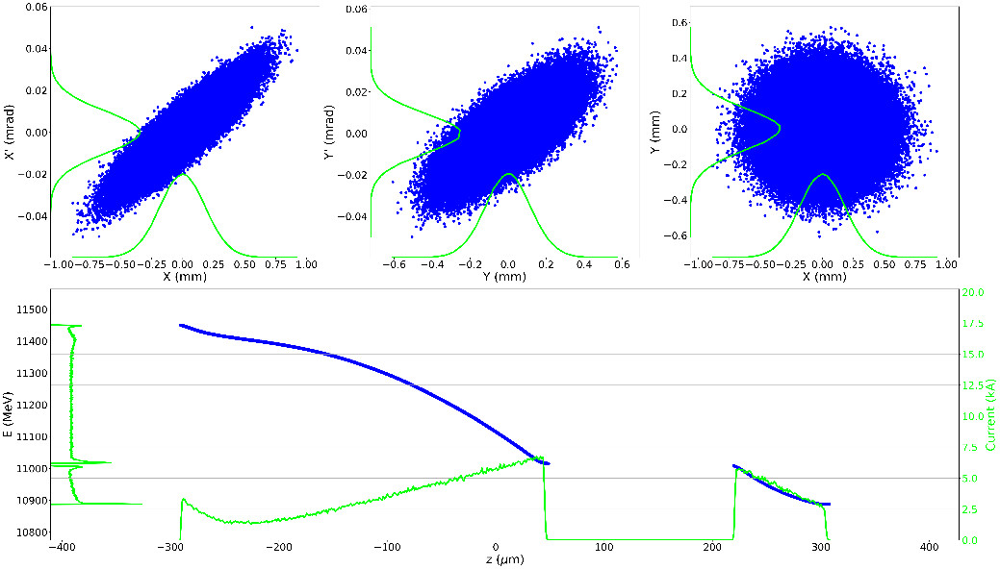 0.06
0.04
0.02
0.00
−0.02
−0.04
X' (mrad)
−1.00−0.75−0.50−0.25 0.00 0.25 0.50 0.75 1.00
X (mm)
0.06
0.04
0.02
0.00
−0.02
−0.04
Y' (mrad)
−0.6 −0.4 −0.2 0.0 0.2 0.4 0.6
Y (mm)
0.6
0.4
0.2
0.0
−0.2
−0.4
−0.6
Y (mm)
−1.00−0.75−0.50−0.25 0.00 0.25 0.50 0.75 1.00
X (mm)
11500
11400
11300
11200
11100
11000
10900
10800
E (MeV)
20.0
17.5
15.0
12.5
10.0
7.5
5.0
2.5
0.0
Current (kA)
−400 −300 −200 −100 0 100 200 300 400
z (μm)